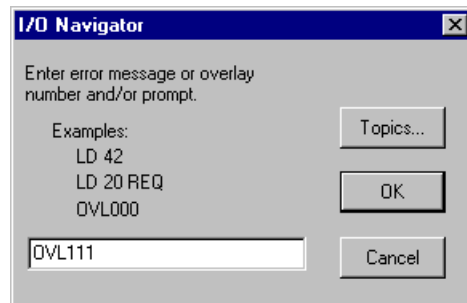 I/O Navigator
Enter error message or overlay
number and/or prompt.
Examples:
LD 42
LD 20 REQ
OVL000
OVL111
Topics...
OK
Cancel